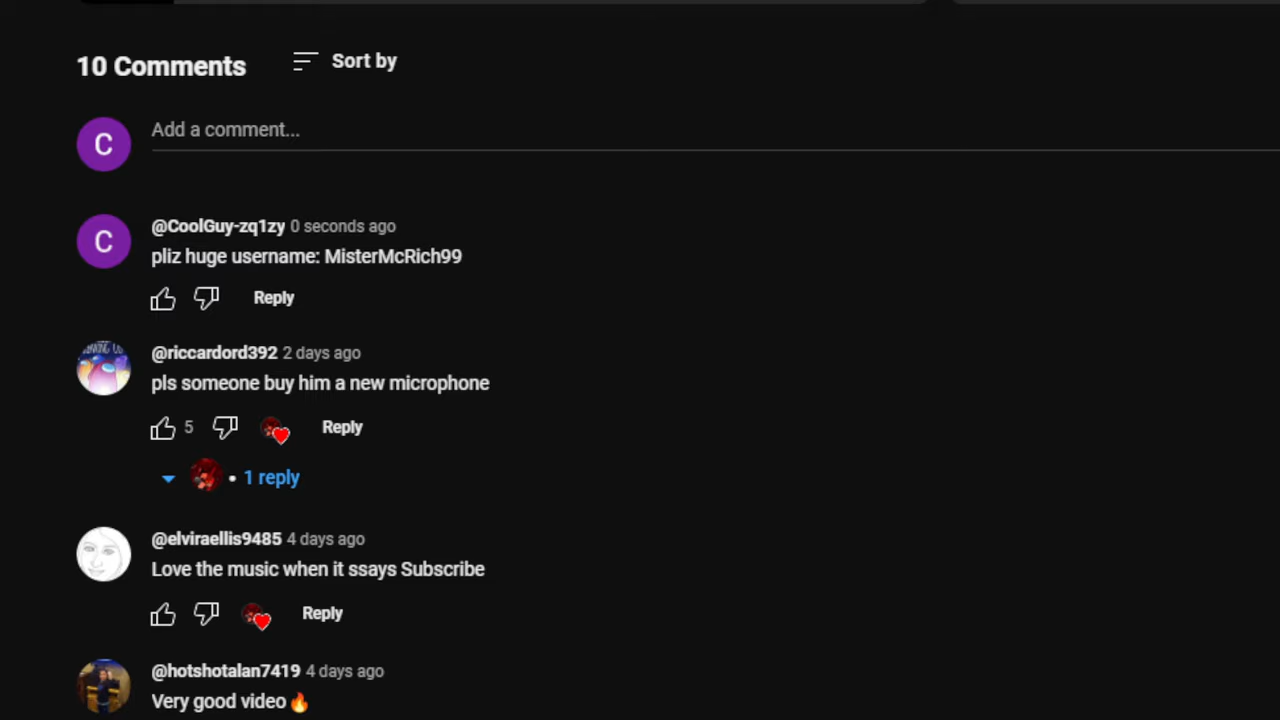 10 Comments
Sort by
C
Add a comment...
C
@CoolGuy-zq1zy 0 seconds ago
pliz huge username: MisterMcRich99
Reply
@riccardord392 2 days ago
pls someone buy him a new microphone
5
Reply
• 1 reply
@elviraellis9485 4 days ago
Love the music when it ssays Subscribe
Reply
@hotshotalan7419 4 days ago
Very good video🔥